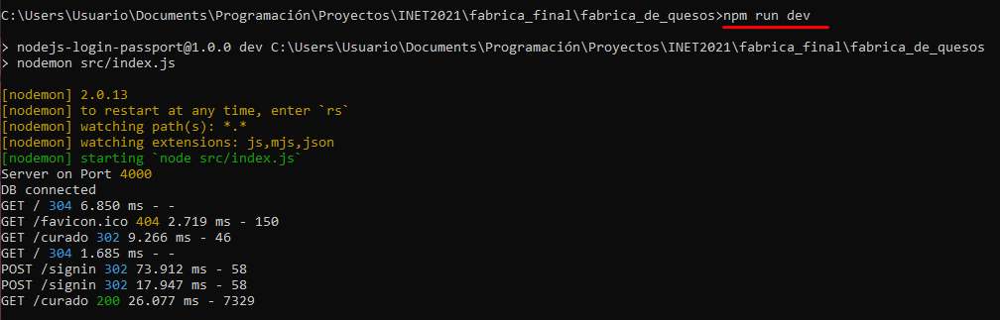 C:\Users\Usuario\Documents\Programación\Proyectos\INET2021\fabrica_final\fabrica_de_quesos>npm run dev
> nodejs-login-passport@1.0.0 dev C:\Users\Usuario\Documents\Programación\Proyectos\INET2021\fabrica_final\fabrica_de_quesos
> nodemon src/index.js
[nodemon] 2.0.13
[nodemon] to restart at any time, enter `rs`
[nodemon] watching path(s): *.*
[nodemon] watching extensions: js,mjs,json
[nodemon] starting `node src/index.js`
Server on Port 4000
DB connected
GET / 304 6.850 ms - -
GET /favicon.ico 404 2.719 ms - 150
GET /curado 302 9.266 ms - 46
GET / 304 1.685 ms - -
POST /signin 302 73.912 ms - 58
POST /signin 302 17.947 ms - 58
GET /curado 200 26.077 ms - 7329